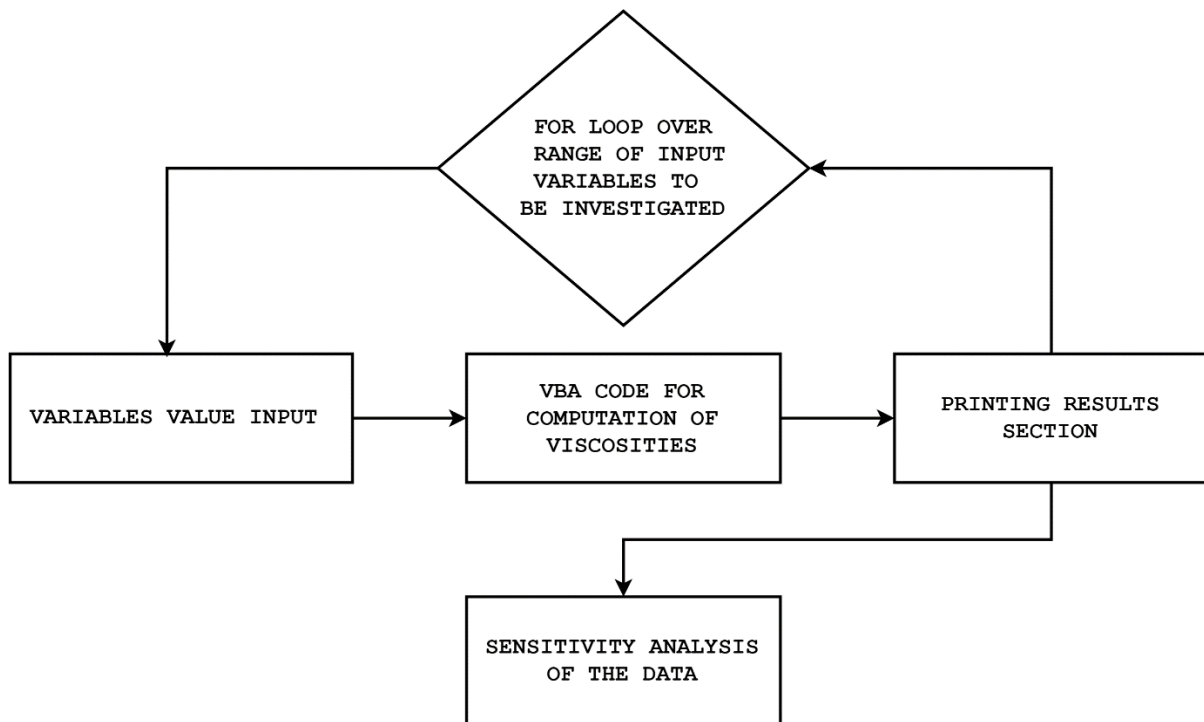 FOR LOOP OVER
RANGE OF INPUT
VARIABLES TO
BE INVESTIGATED
VARIABLES VALUE INPUT
VBA CODE FOR
COMPUTATION OF
VISCOSITIES
PRINTING RESULTS
SECTION
SENSITIVITY ANALYSIS
OF THE DATA